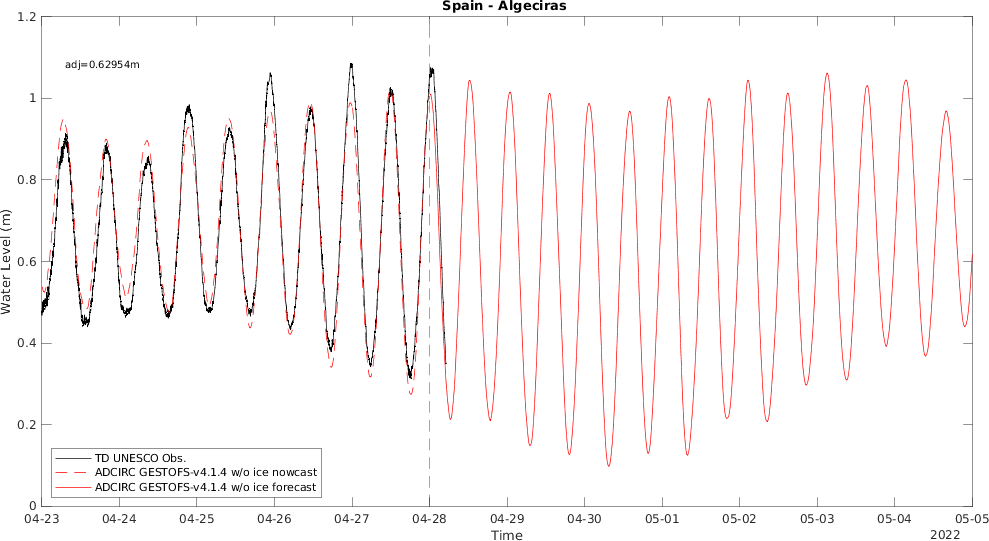 Spain - Algeciras
1.2
adj=0.62954m
1
0.8
0.6
0.4
0.2
0
Water Level (m)
TD UNESCO Obs.
ADCIRC GESTOFS-v4.1.4 w/o ice nowcast
ADCIRC GESTOFS-v4.1.4 w/o ice forecast
04-23 04-24 04-25 04-26 04-27 04-28 04-29 04-30 05-01 05-02 05-03 05-04 05-05
Time
2022